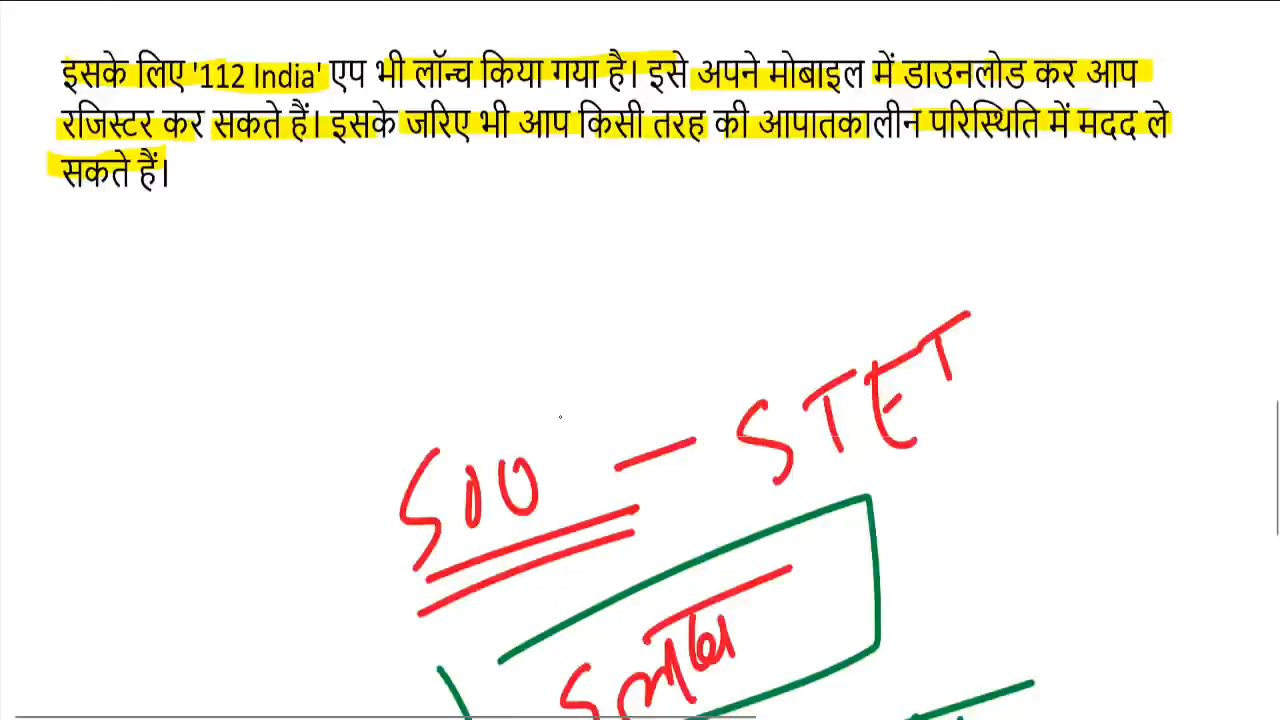 इसके लिए '112 India' एप भी लॉन्च किया गया है। इसे अपने मोबाइल में डाउनलोड कर आप
रजिस्टर कर सकते हैं। इसके जरिए भी आप किसी तरह की आपातकालीन परिस्थिति में मदद ले
सकते हैं।
500 – STET